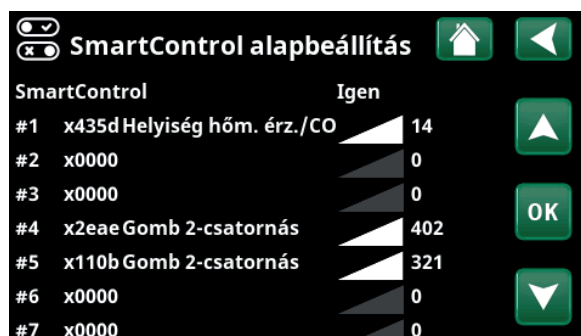 SmartControl alapbeállítás
SmartControl Igen
#1 x435d Helyiség hőm. érz./CO 14
#2 x0000 0
#3 x0000 0
#4 x2eae Gomb 2-csatornás 402
#5 x110b Gomb 2-csatornás 321
#6 x0000 0
#7 x0000 0
OK